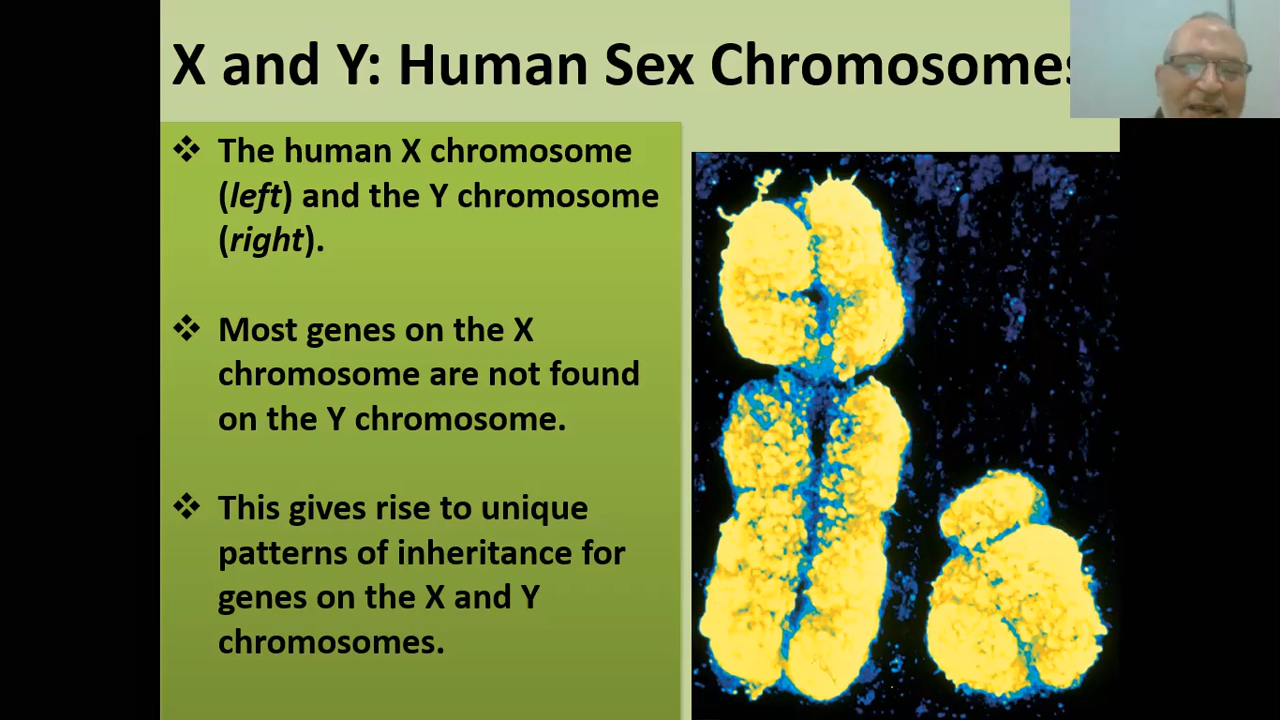 X and Y: Human Sex Chromosomes
❖ The human X chromosome
(left) and the Y chromosome
(right).
❖ Most genes on the X
chromosome are not found
on the Y chromosome.
❖ This gives rise to unique
patterns of inheritance for
genes on the X and Y
chromosomes.